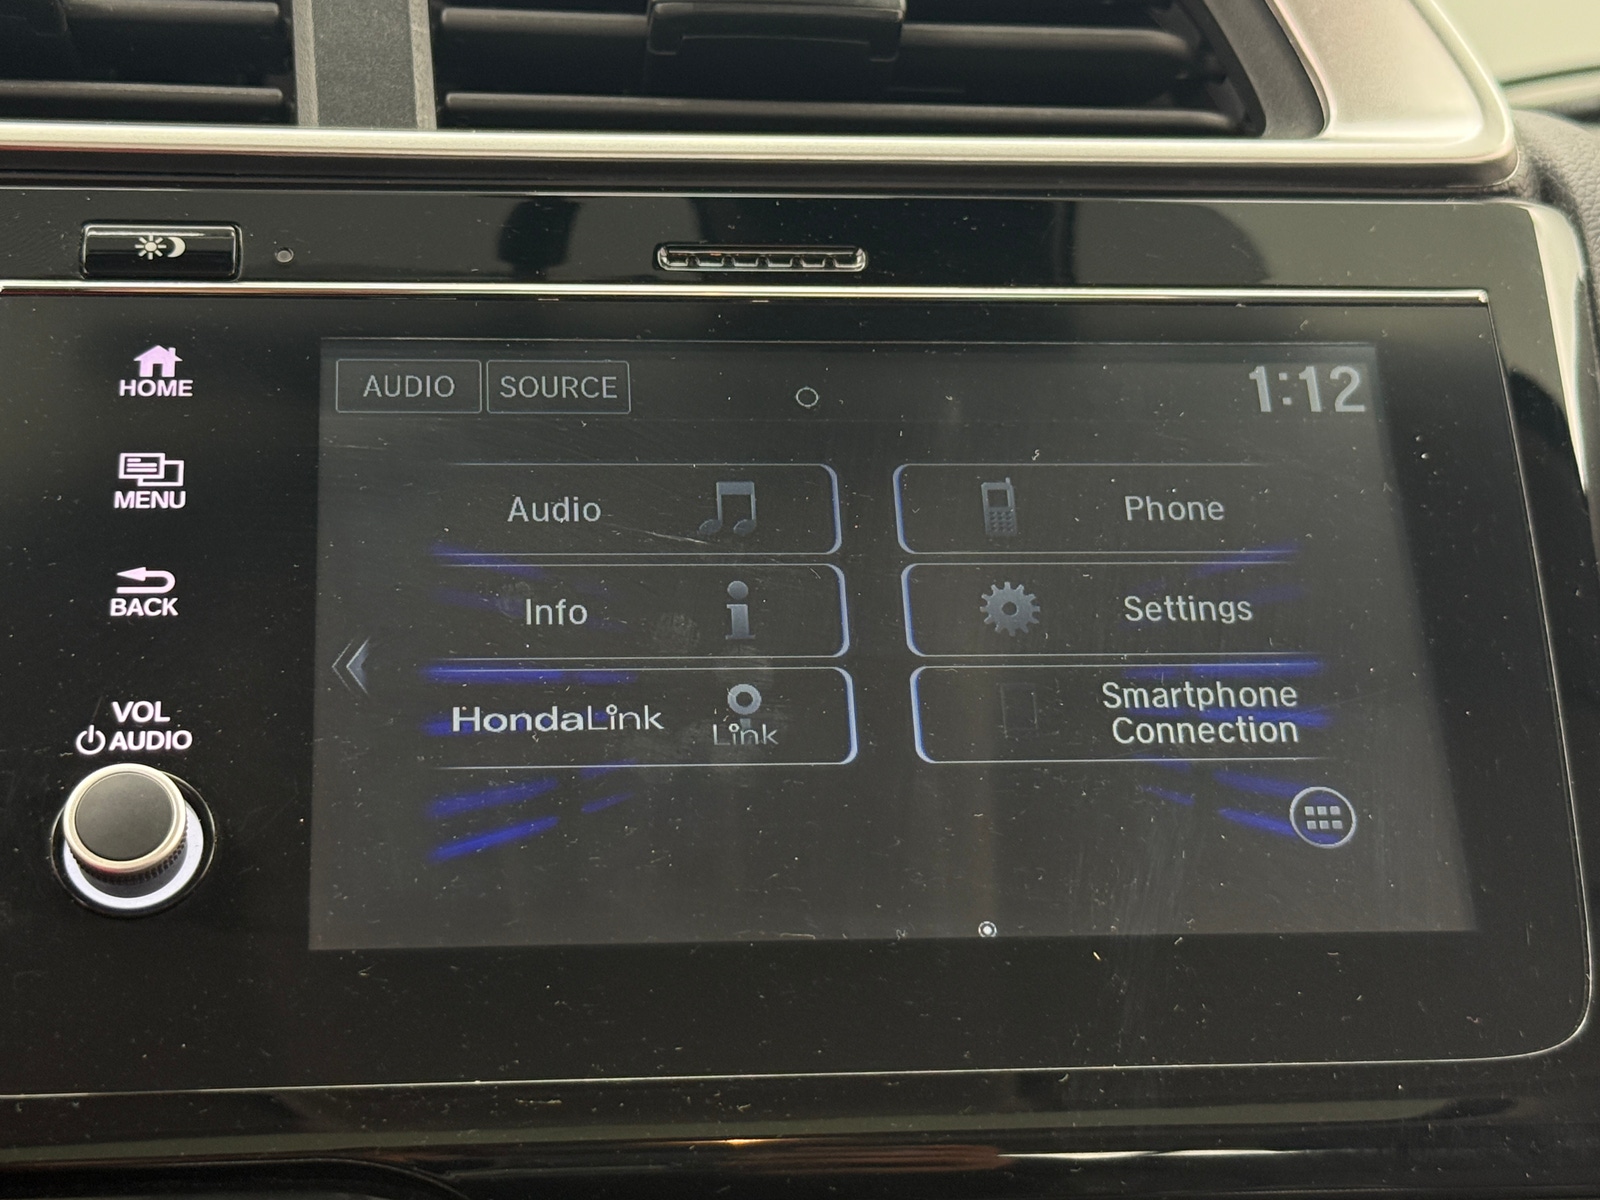 HOME
MENU
BACK
VOL
AUDIO
AUDIO SOURCE 1:12
Audio Phone
Info Settings
HondaLink Link Smartphone
Connection